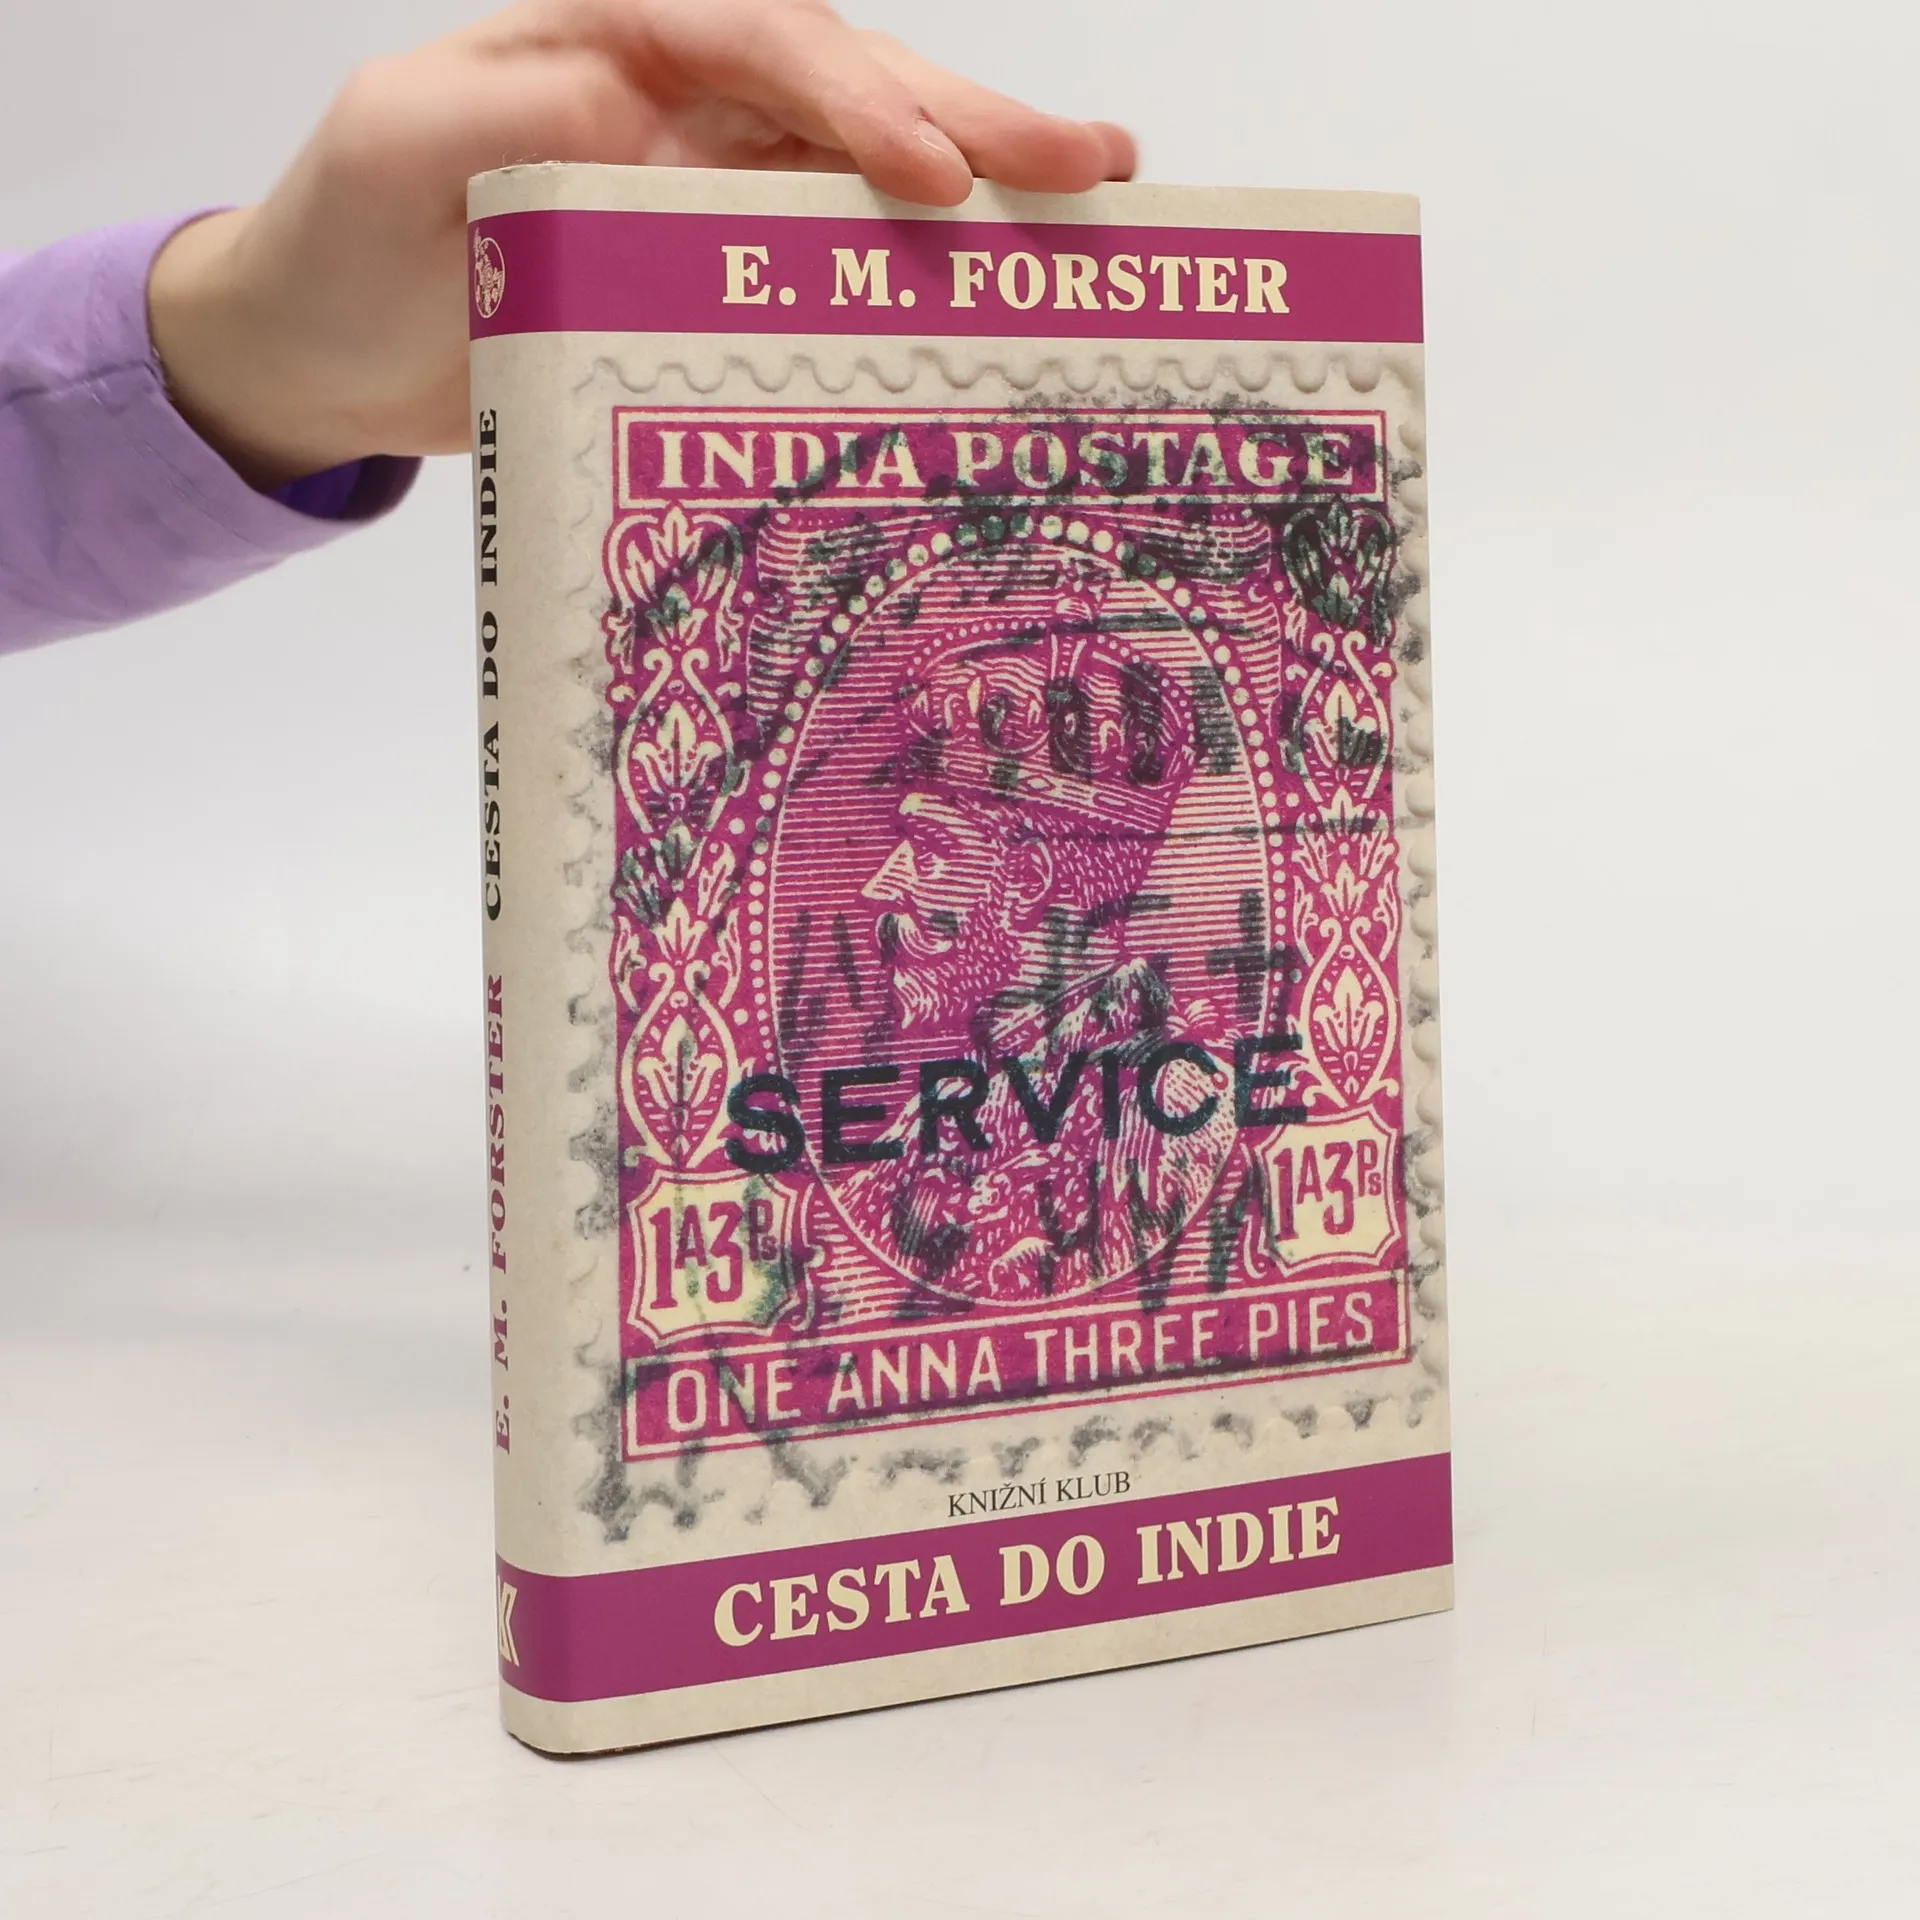 E. M. FORSTER
INDIA POSTAGE
SERVICE
1A3Ps
1A3Ps
ONE ANNA THREE PIES
KNIŽNÍ KLUB
CESTA DO INDIE
E. M. FORSTER CESTA DO INDIE